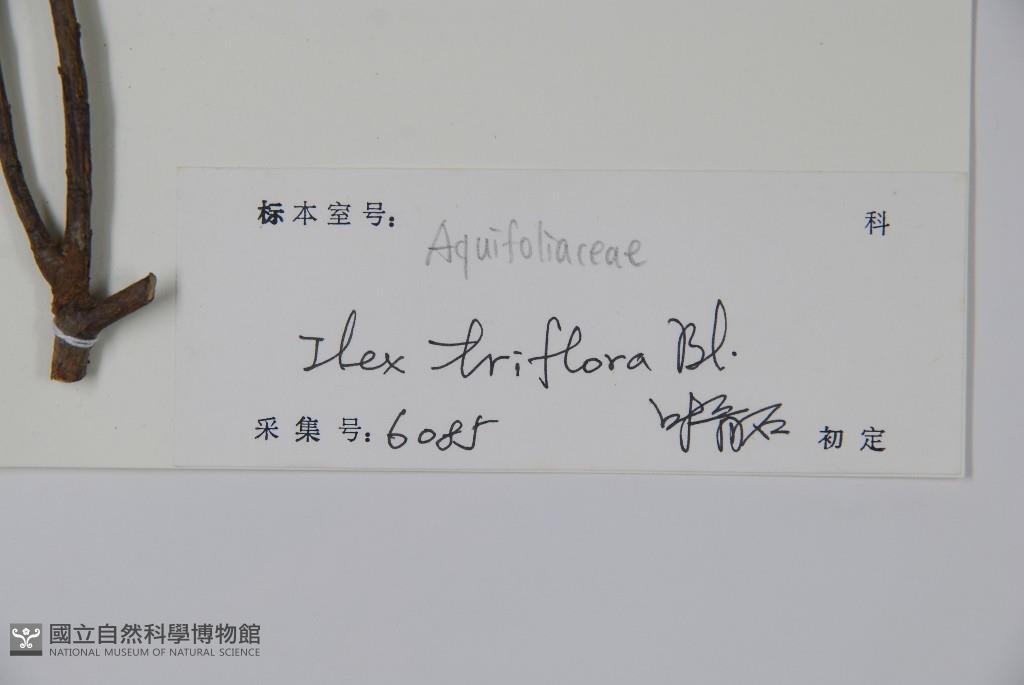 标本室号: 科
Aquifoliaceae
Ilex triflora Bl.
采集号: 6085 初定
國立自然科學博物館
NATIONAL MUSEUM OF NATURAL SCIENCE